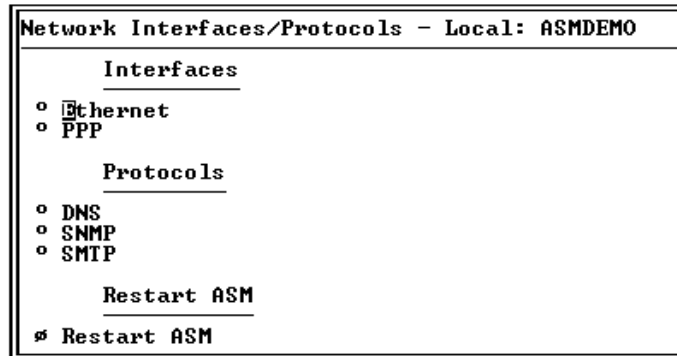 Network Interfaces/Protocols - Local: ASMDEMO
Interfaces
o Ethernet
o PPP
Protocols
o DNS
o SNMP
o SMTP
Restart ASM
ø Restart ASM